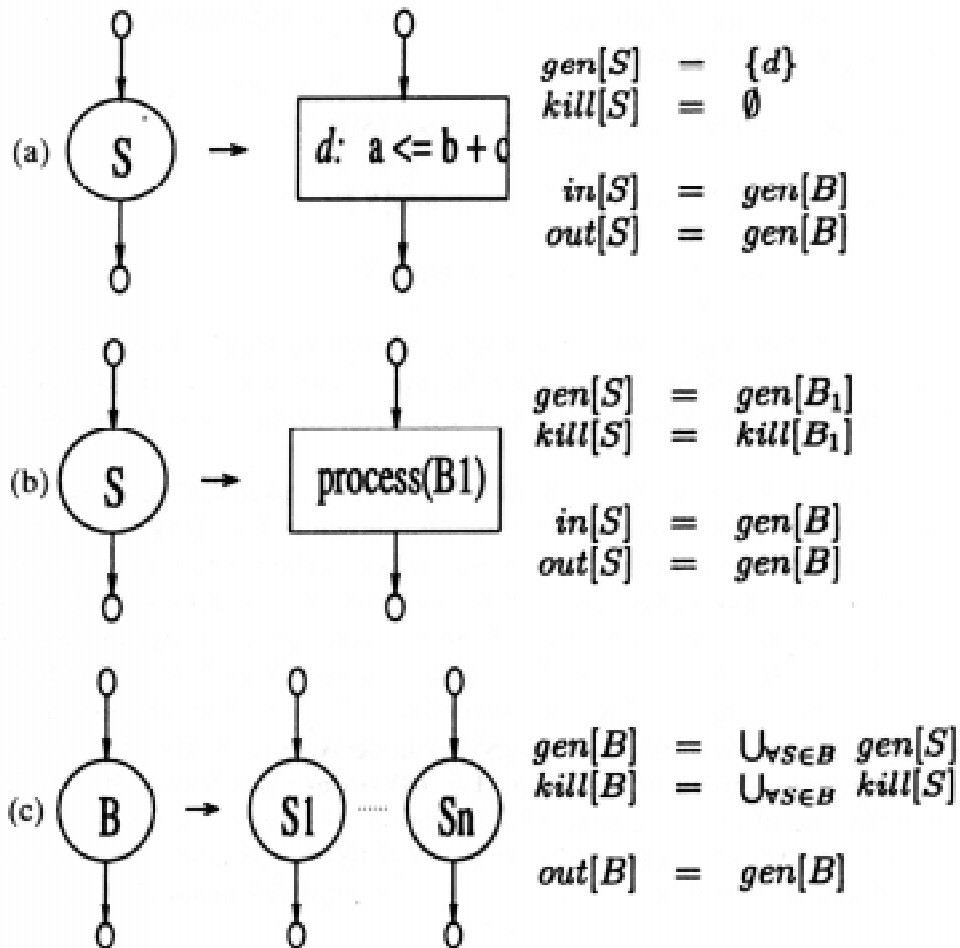 (a) S → d: a <= b + c
gen[S] = {d}
kill[S] = ∅
in[S] = gen[B]
out[S] = gen[B]
(b) S → process(B1)
gen[S] = gen[B₁]
kill[S] = kill[B₁]
in[S] = gen[B]
out[S] = gen[B]
(c) B → S1 ...... Sn
gen[B] = ⋃∀S∈B gen[S]
kill[B] = ⋃∀S∈B kill[S]
out[B] = gen[B]